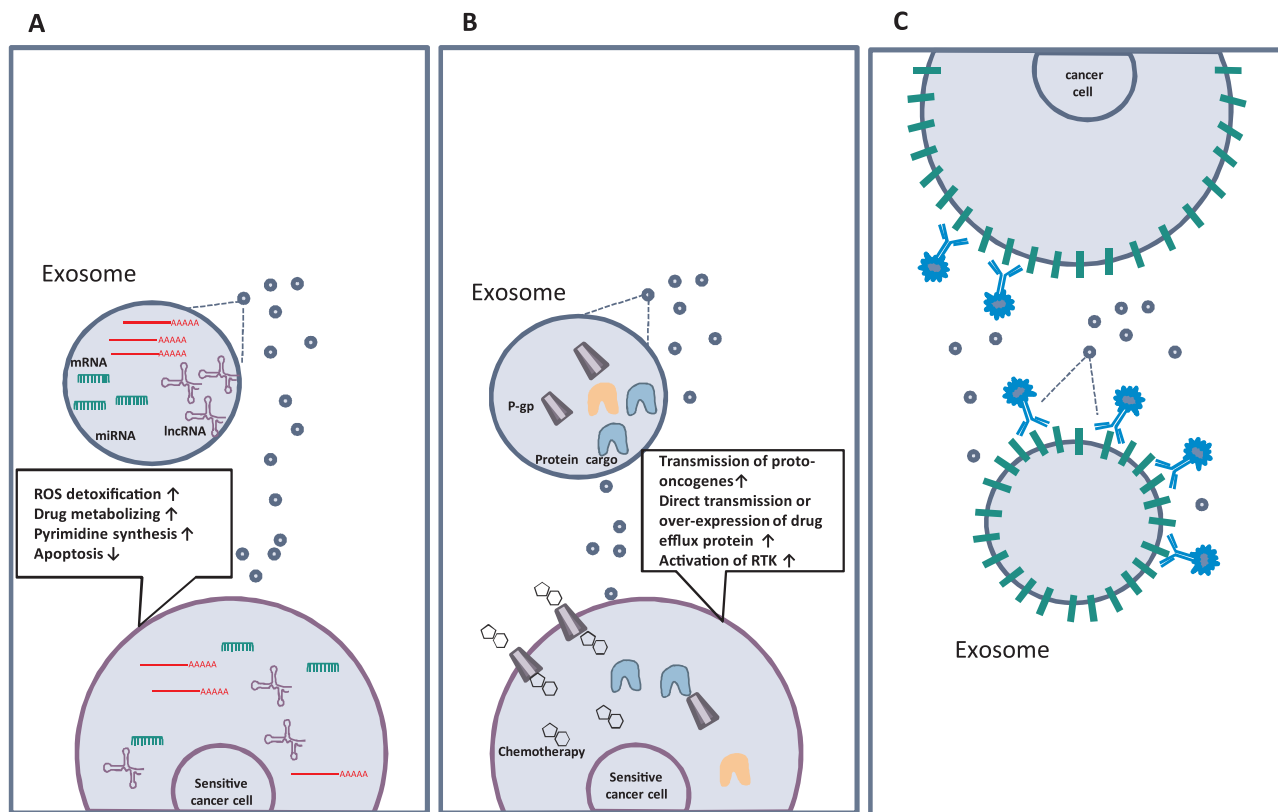 A
Exosome
AAAAA
AAAAA
AAAAA
mRNA
miRNA
lncRNA
ROS detoxification ↑
Drug metabolizing ↑
Pyrimidine synthesis ↑
Apoptosis ↓
AAAAA
AAAAA
AAAAA
Sensitive
cancer cell
B
Exosome
P-gp
Protein cargo
Transmission of proto-
oncogenes↑
Direct transmission or
over-expression of drug
efflux protein ↑
Activation of RTK ↑
Chemotherapy
Sensitive
cancer cell
C
cancer
cell
Exosome